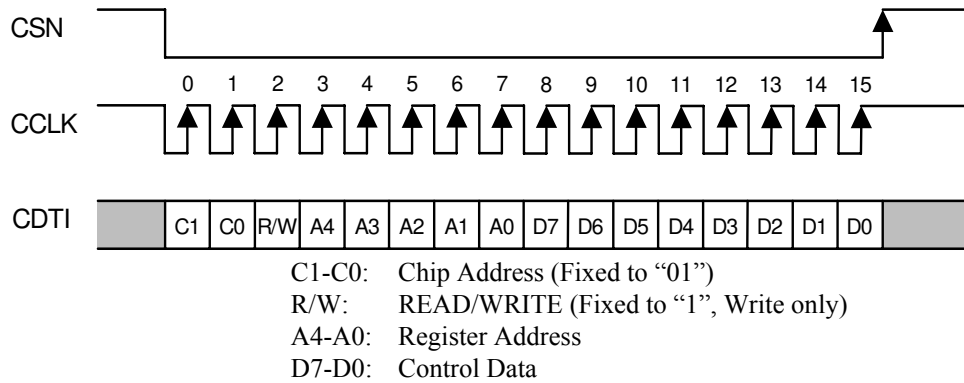 CSN
0 1 2 3 4 5 6 7 8 9 10 11 12 13 14 15
CCLK
CDTI C1 C0 R/W A4 A3 A2 A1 A0 D7 D6 D5 D4 D3 D2 D1 D0
C1-C0: Chip Address (Fixed to “01”)
R/W: READ/WRITE (Fixed to “1”, Write only)
A4-A0: Register Address
D7-D0: Control Data